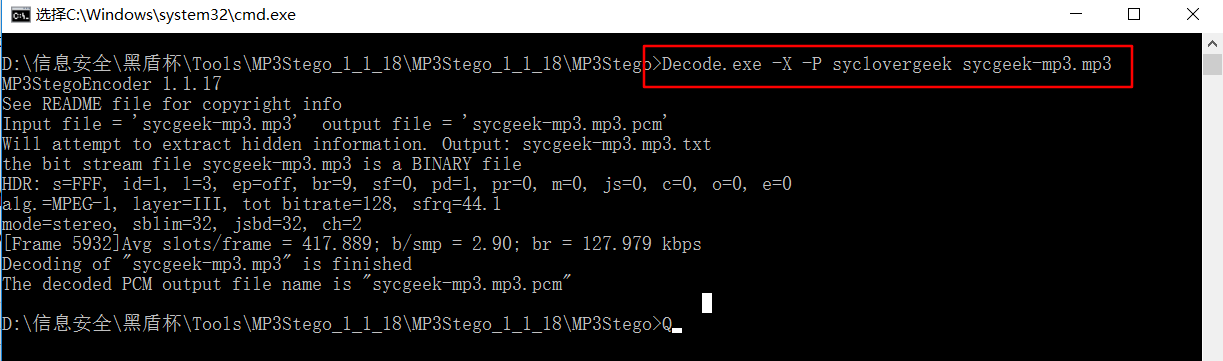 选择C:\Windows\system32\cmd.exe
D:\信息安全\黑盾杯\Tools\MP3Stego_1_1_18\MP3Stego_1_1_18\MP3Stego>Decode.exe -X -P syclovergeek sycgeek-mp3.mp3
MP3StegoEncoder 1.1.17
See README file for copyright info
Input file = 'sycgeek-mp3.mp3'  output file = 'sycgeek-mp3.mp3.pcm'
Will attempt to extract hidden information. Output: sycgeek-mp3.mp3.txt
the bit stream file sycgeek-mp3.mp3 is a BINARY file
HDR: s=FFF, id=1, l=3, ep=off, br=9, sf=0, pd=1, pr=0, m=0, js=0, c=0, o=0, e=0
alg.=MPEG-1, layer=III, tot bitrate=128, sfrq=44.1
mode=stereo, sblim=32, jsbd=32, ch=2
[Frame 5932]Avg slots/frame = 417.889; b/smp = 2.90; br = 127.979 kbps
Decoding of "sycgeek-mp3.mp3" is finished
The decoded PCM output file name is "sycgeek-mp3.mp3.pcm"
D:\信息安全\黑盾杯\Tools\MP3Stego_1_1_18\MP3Stego_1_1_18\MP3Stego>Q